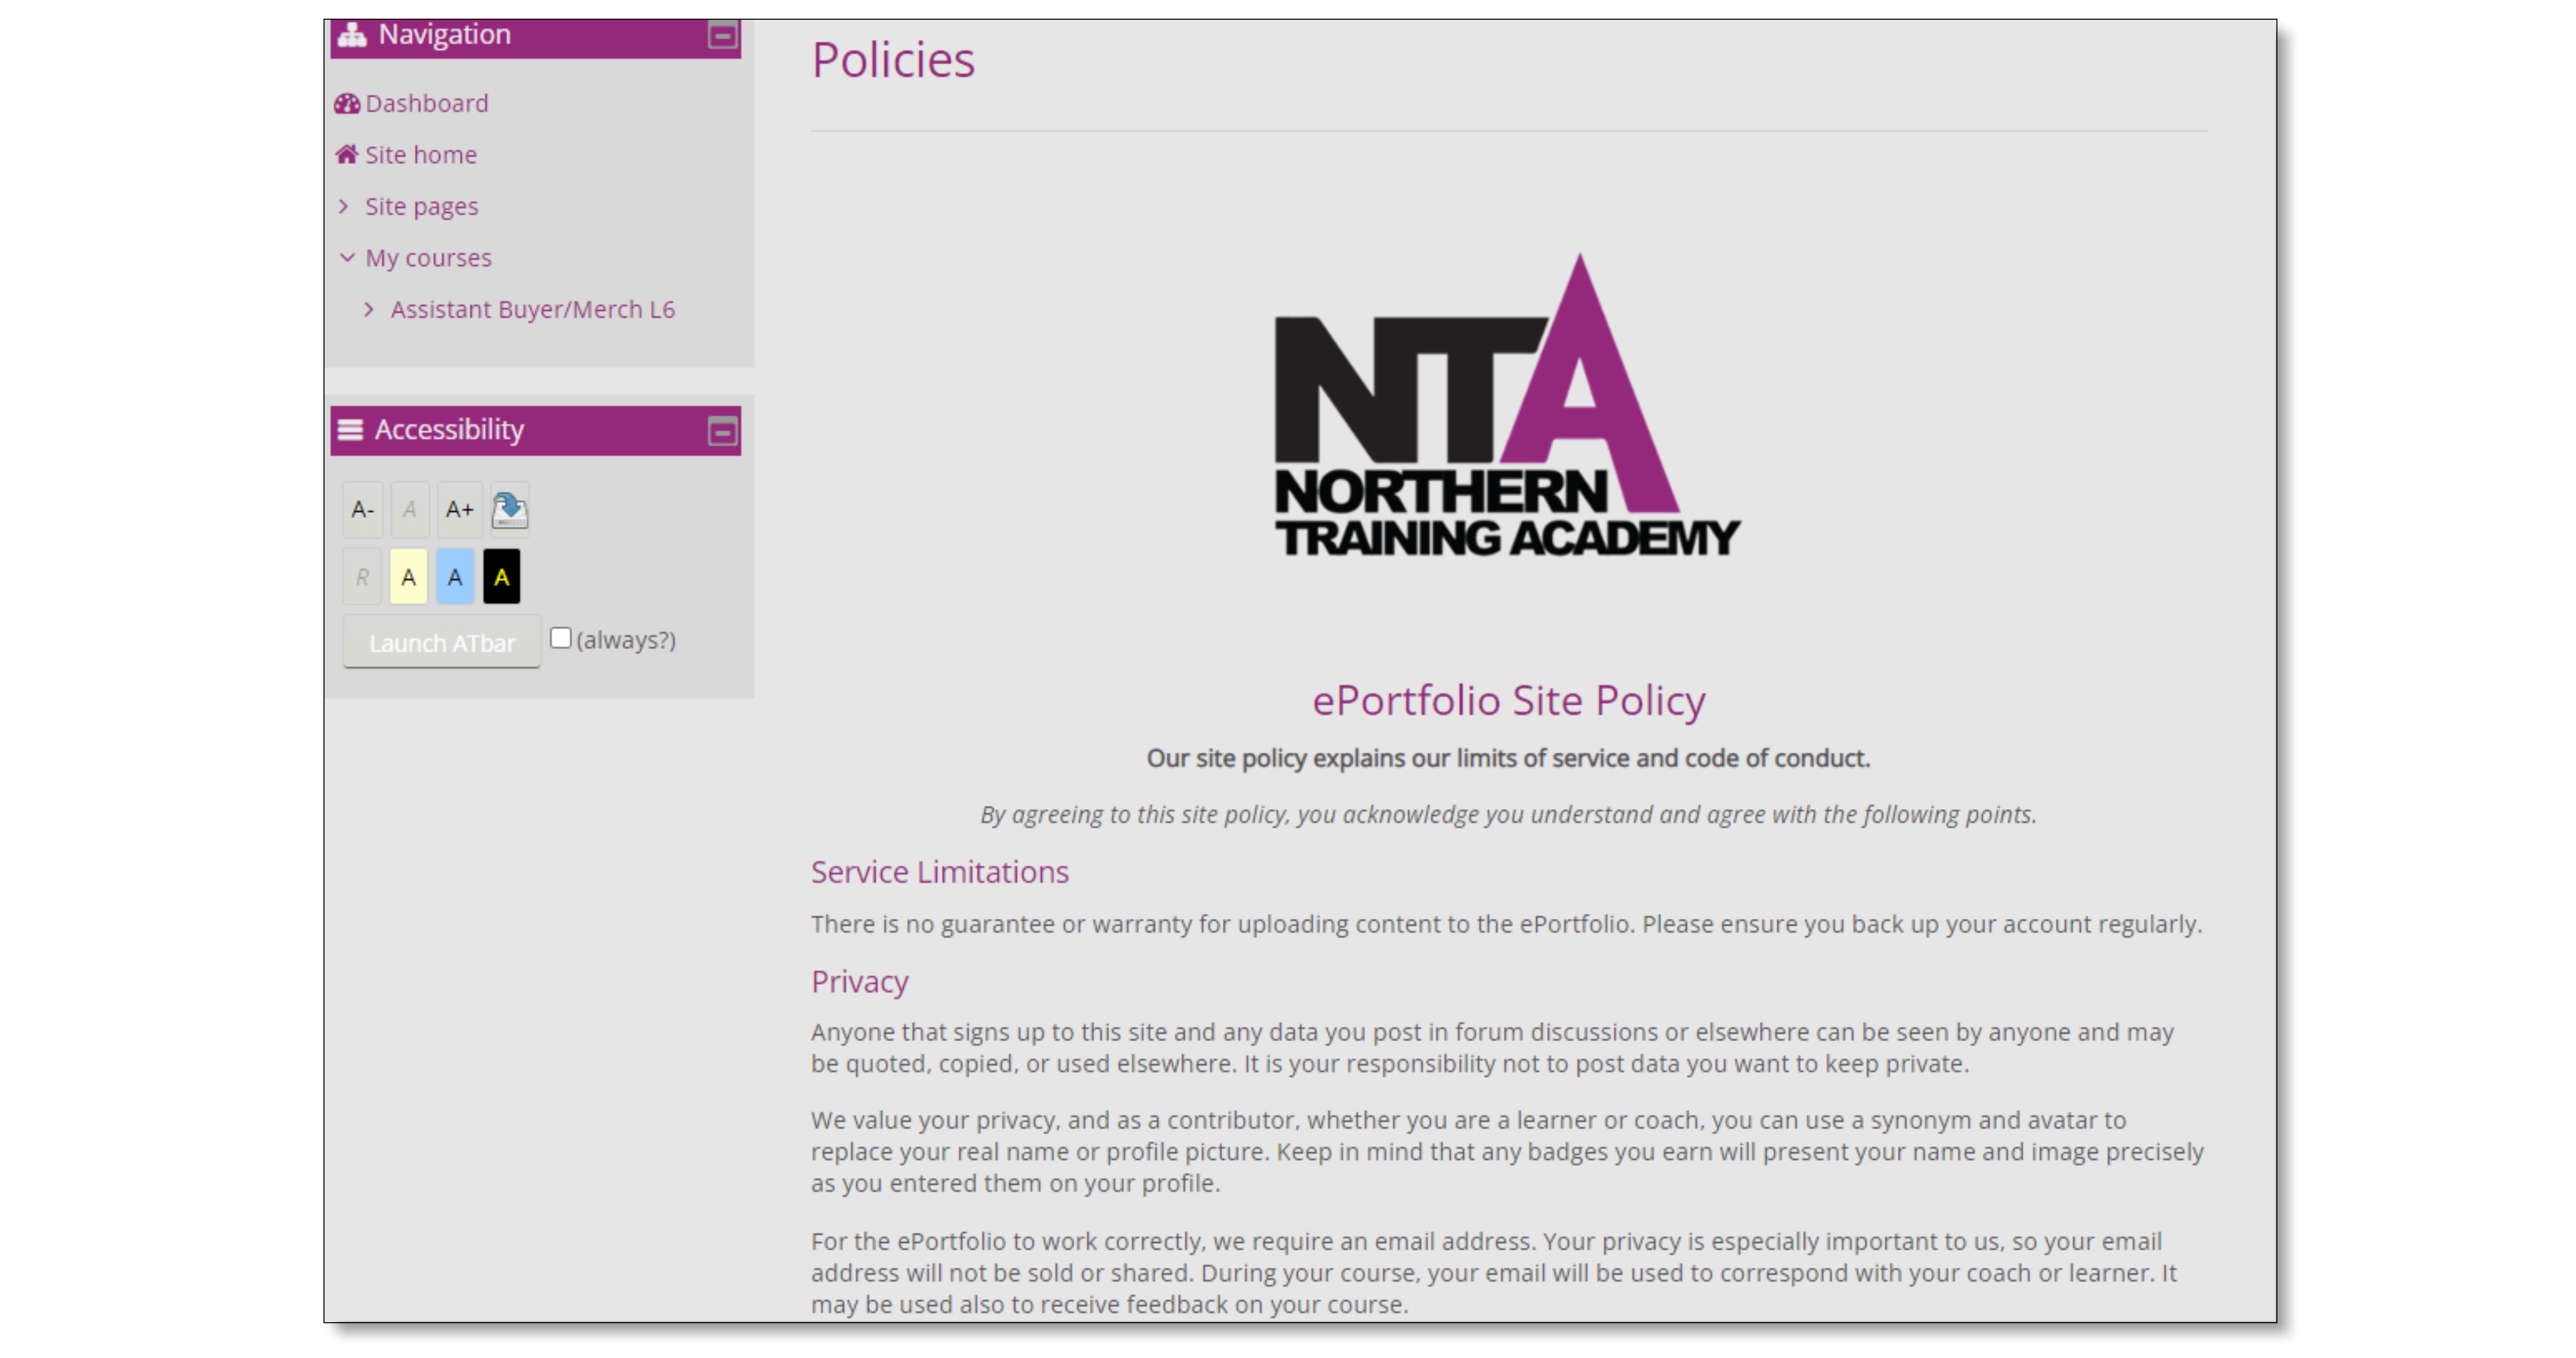 Navigation
Dashboard
Site home
Site pages
My courses
Assistant Buyer/Merch L6
Accessibility
A- A A+
R A A A
Launch ATbar (always?)
Policies
NTA
NORTHERN
TRAINING ACADEMY
ePortfolio Site Policy
Our site policy explains our limits of service and code of conduct.
By agreeing to this site policy, you acknowledge you understand and agree with the following points.
Service Limitations
There is no guarantee or warranty for uploading content to the ePortfolio. Please ensure you back up your account regularly.
Privacy
Anyone that signs up to this site and any data you post in forum discussions or elsewhere can be seen by anyone and may
be quoted, copied, or used elsewhere. It is your responsibility not to post data you want to keep private.
We value your privacy, and as a contributor, whether you are a learner or coach, you can use a synonym and avatar to
replace your real name or profile picture. Keep in mind that any badges you earn will present your name and image precisely
as you entered them on your profile.
For the ePortfolio to work correctly, we require an email address. Your privacy is especially important to us, so your email
address will not be sold or shared. During your course, your email will be used to correspond with your coach or learner. It
may be used also to receive feedback on your course.